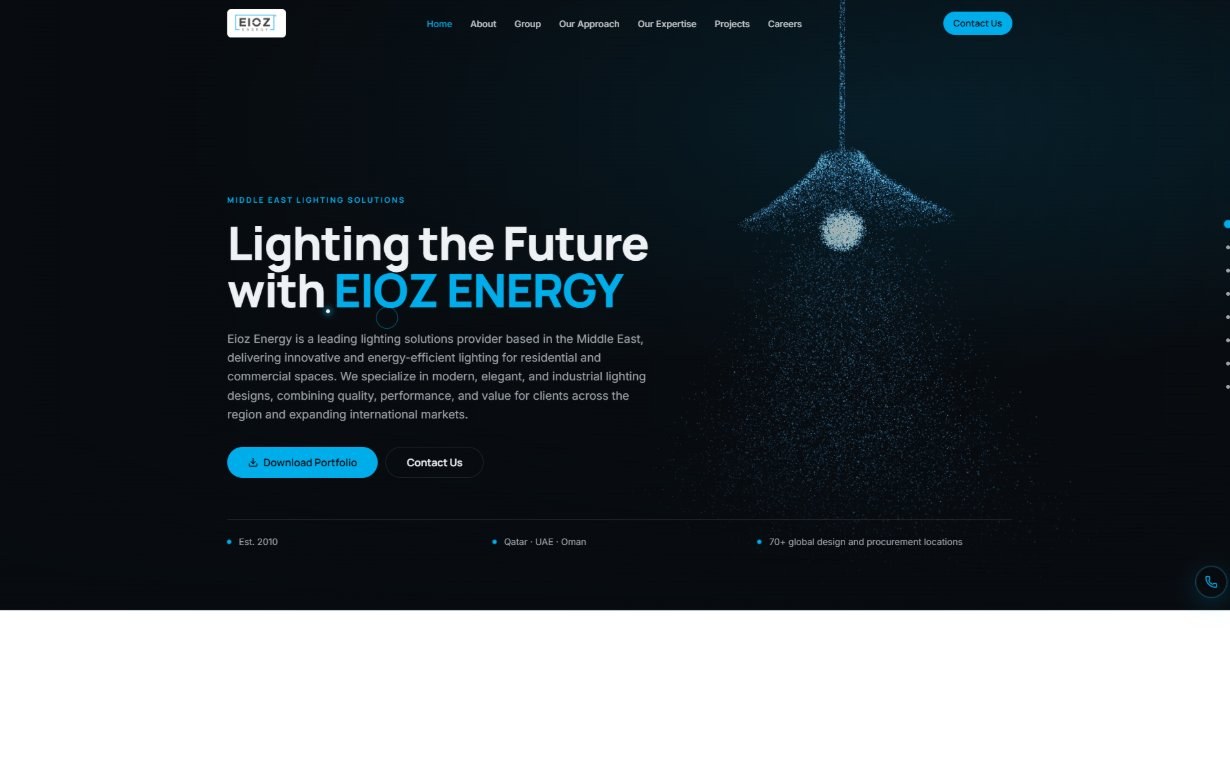 EIOZ
ENERGY
Home
About
Group
Our Approach
Our Expertise
Projects
Careers
Contact Us
MIDDLE EAST LIGHTING SOLUTIONS
Lighting the Future
with EIOZ ENERGY
Eioz Energy is a leading lighting solutions provider based in the Middle East,
delivering innovative and energy-efficient lighting for residential and
commercial spaces. We specialize in modern, elegant, and industrial lighting
designs, combining quality, performance, and value for clients across the
region and expanding international markets.
Download Portfolio
Contact Us
Est. 2010
Qatar · UAE · Oman
70+ global design and procurement locations